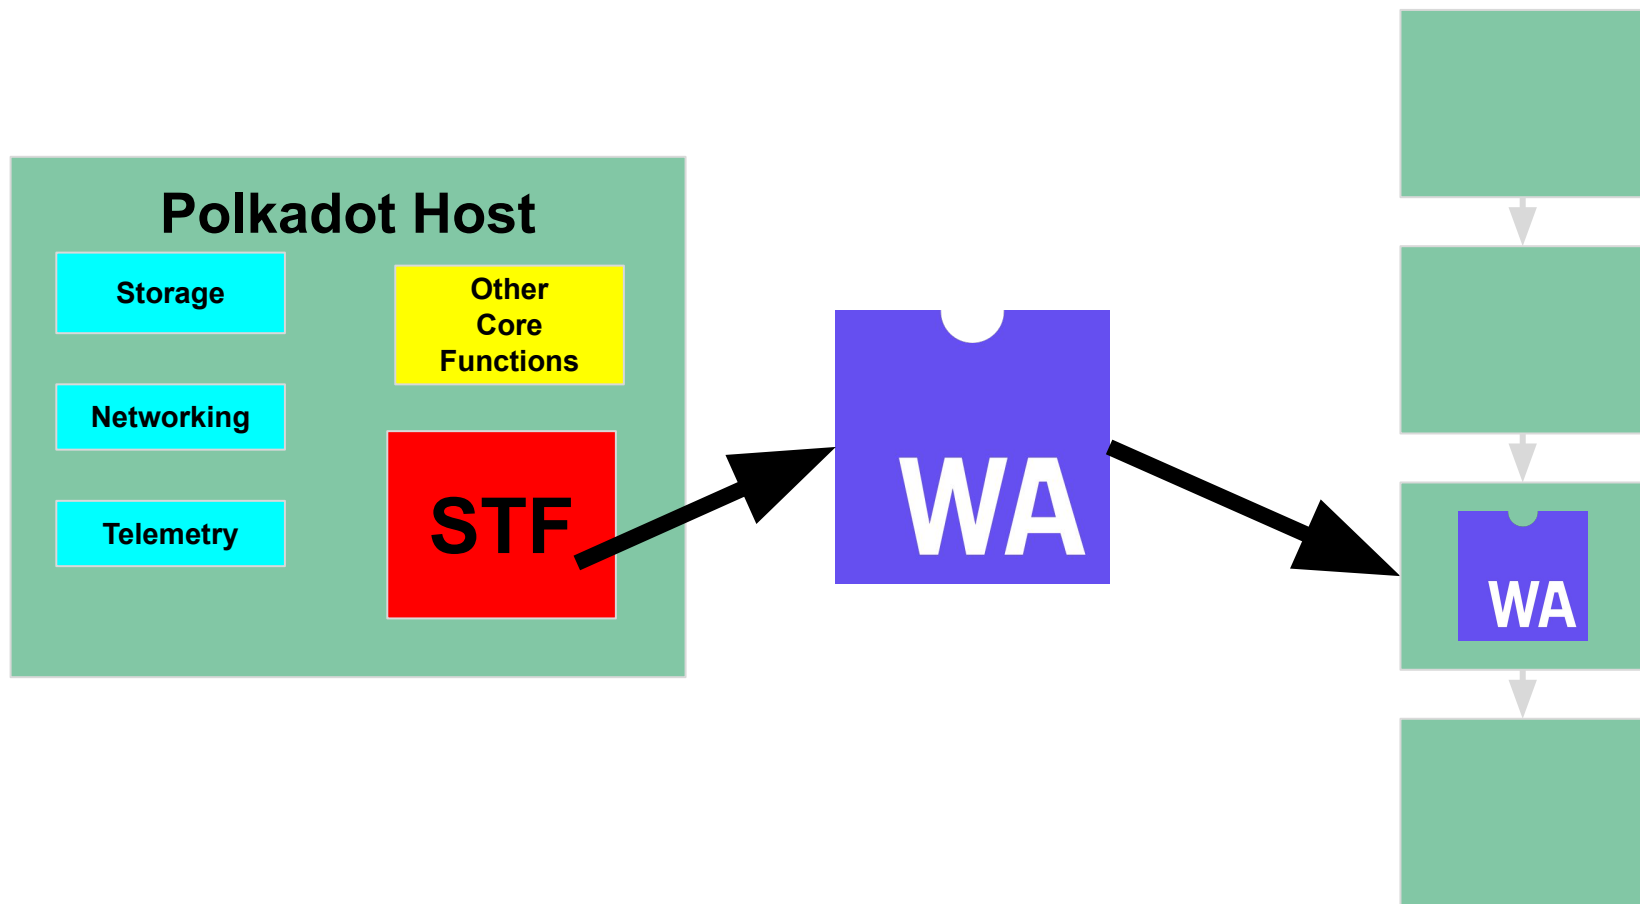 Polkadot Host
Storage
Other
Core
Functions
Networking
STF
Telemetry
WA
WA